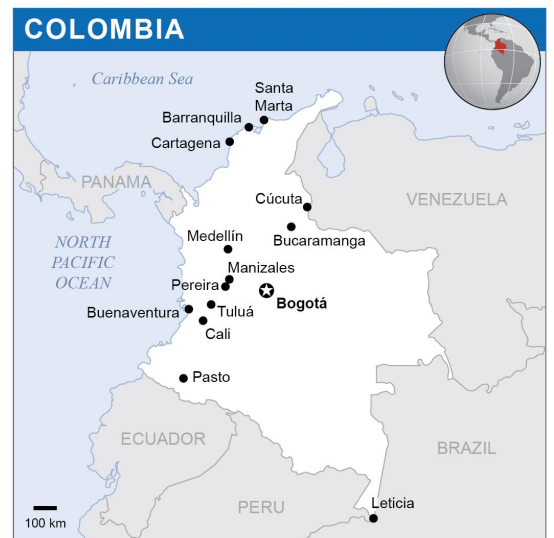 COLOMBIA
Caribbean Sea
Santa
Marta
Barranquilla
Cartagena
PANAMA
Cúcuta
VENEZUELA
NORTH
PACIFIC
OCEAN
Medellín
Bucaramanga
Manizales
Pereira
Bogotá
Buenaventura
Tuluá
Cali
Pasto
ECUADOR
BRAZIL
PERU
Leticia
100 km